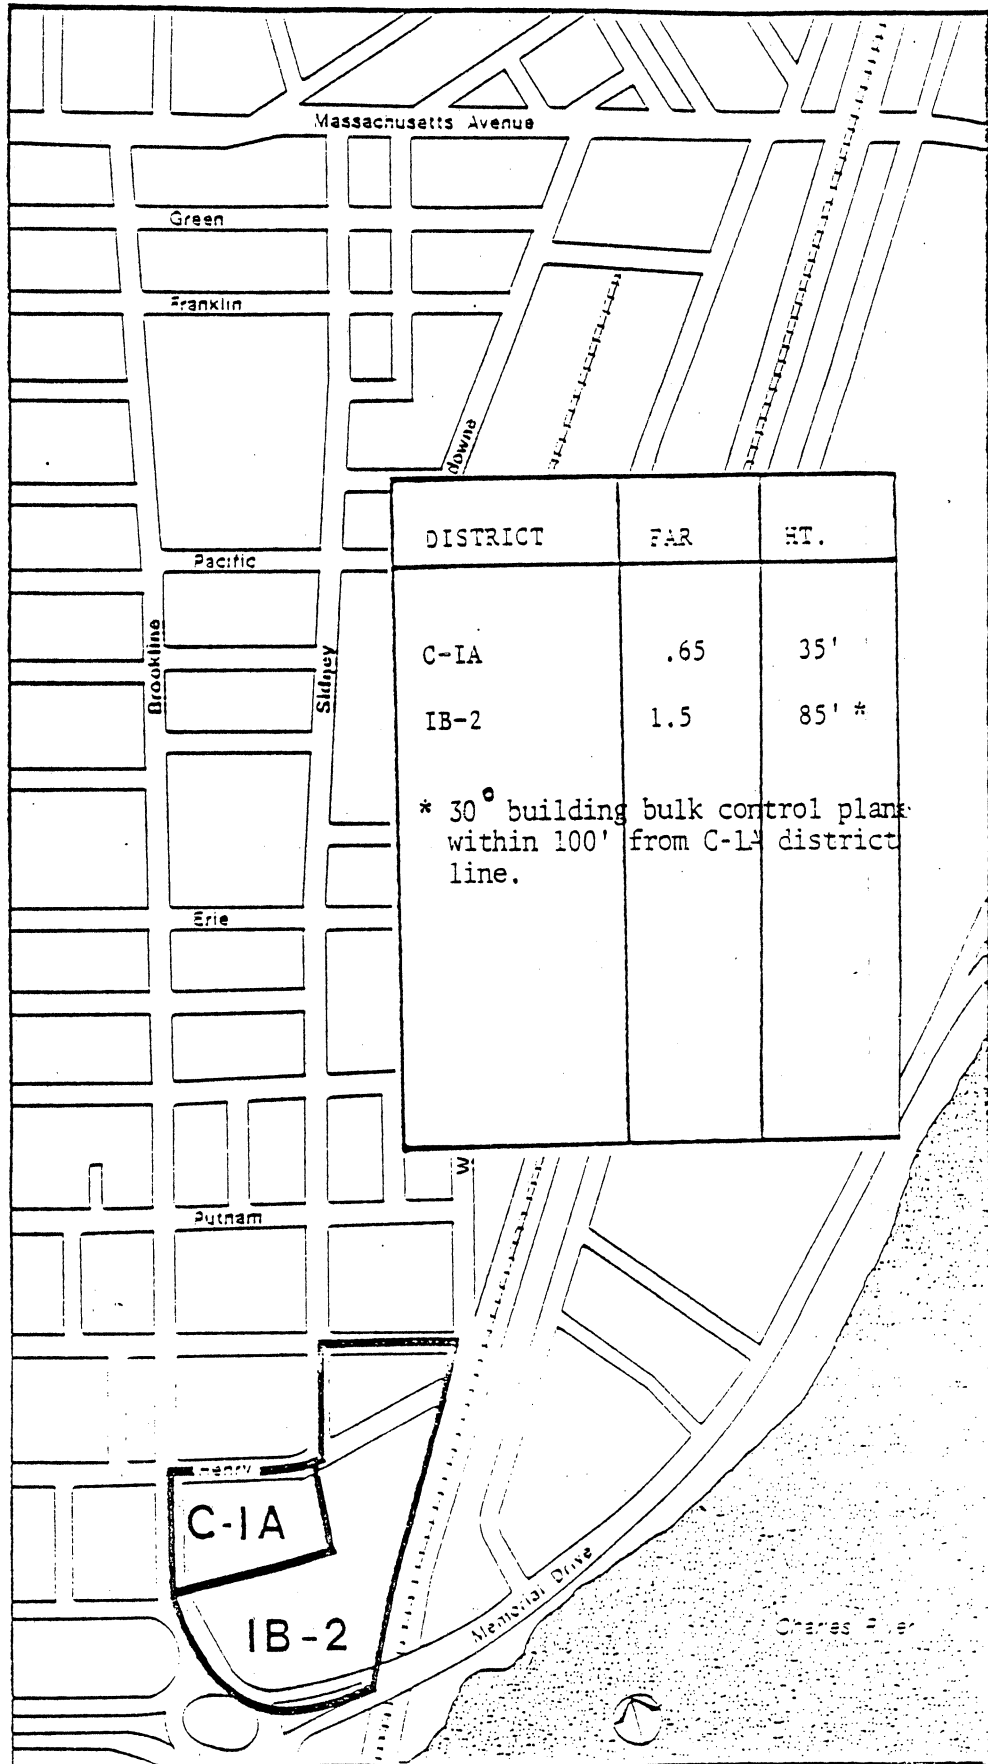 Massachusetts Avenue
Green
Franklin
downe
DISTRICT FAR HT.
Pacific
Brookline
Sidney
C-IA .65 35'
IB-2 1.5 85' *
* 30° building bulk control plane
within 100' from C-1A district
line.
Erie
W
Putnam
Henry
C-IA
IB-2
Memorial Drive
Charles River